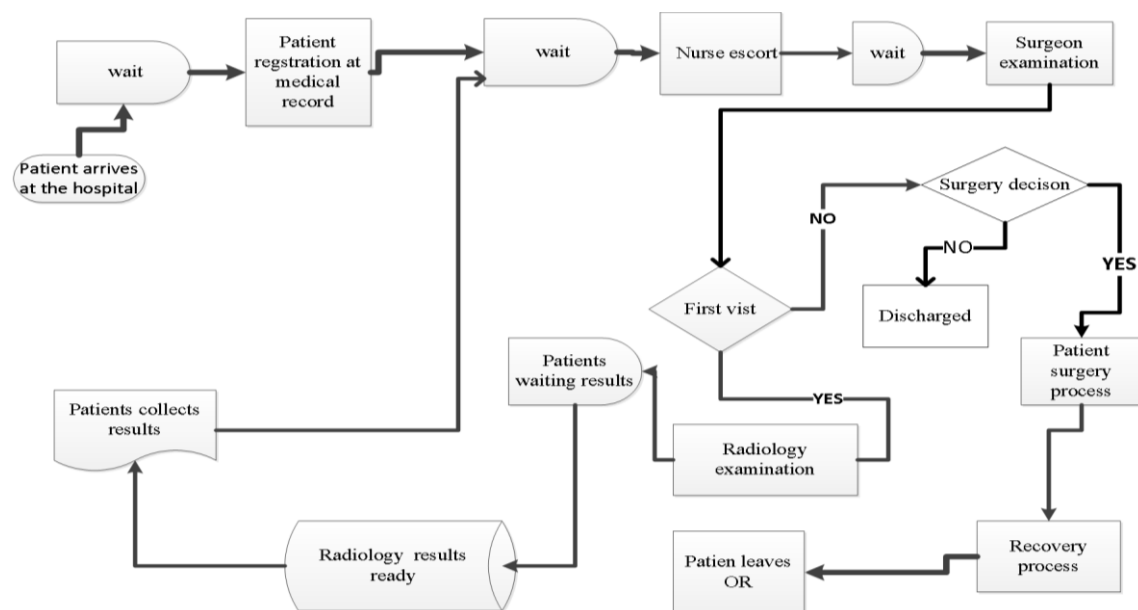 wait
Patient
regstration at
medical
record
wait
Nurse escort
wait
Surgeon
examination
Patient arrives
at the hospital
Surgery decison
NO
NO
YES
First vist
Discharged
Patients
waiting results
YES
Patient
surgery
process
Patients collects
results
Radiology
examination
Radiology results
ready
Patien leaves
OR
Recovery
process